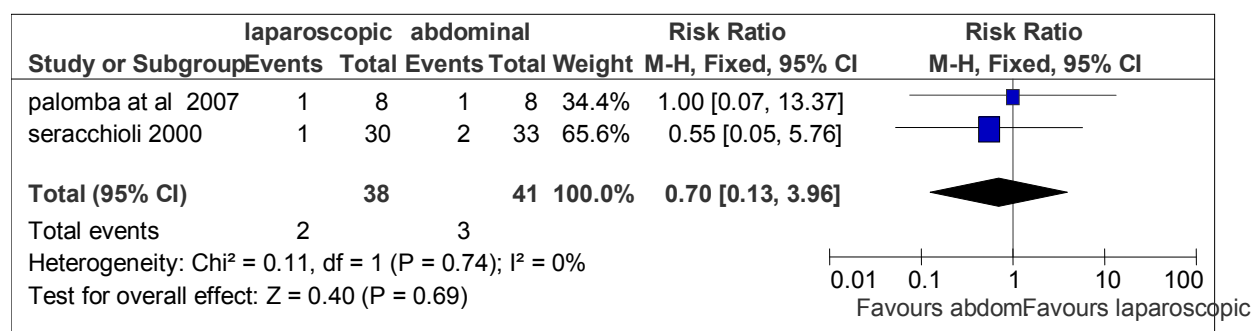 laparoscopic abdominal Risk Ratio Risk Ratio
Study or SubgroupEvents Total Events Total Weight M-H, Fixed, 95% CI M-H, Fixed, 95% CI
palomba at al 2007 1 8 1 8 34.4% 1.00 [0.07, 13.37]
seracchioli 2000 1 30 2 33 65.6% 0.55 [0.05, 5.76]
Total (95% CI) 38 41 100.0% 0.70 [0.13, 3.96]
Total events 2 3
Heterogeneity: Chi² = 0.11, df = 1 (P = 0.74); I² = 0%
Test for overall effect: Z = 0.40 (P = 0.69)
0.01 0.1 1 10 100
Favours abdomFavours laparoscopic